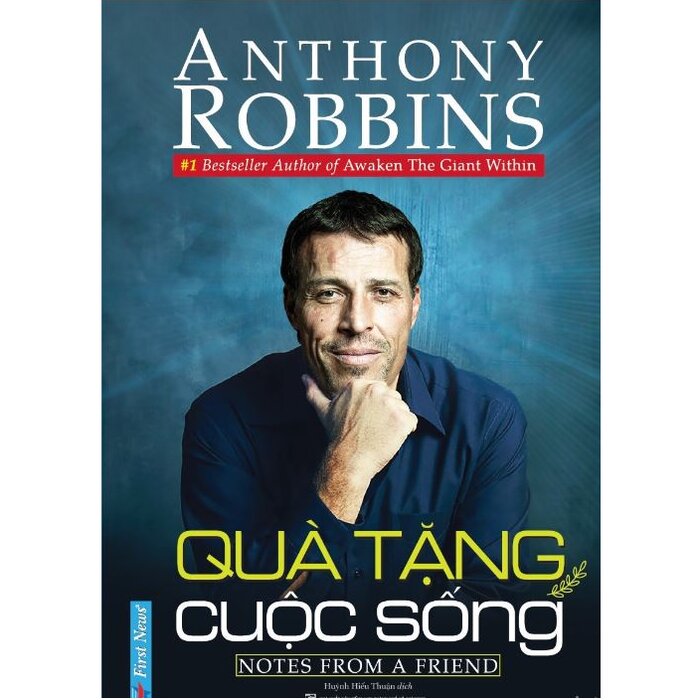 ANTHONY
ROBBINS
#1 Bestseller Author of Awaken The Giant Within
QUÀ TẶNG
CUỘC SỐNG
NOTES FROM A FRIEND
First News
Huỳnh Hiếu Thuận dịch